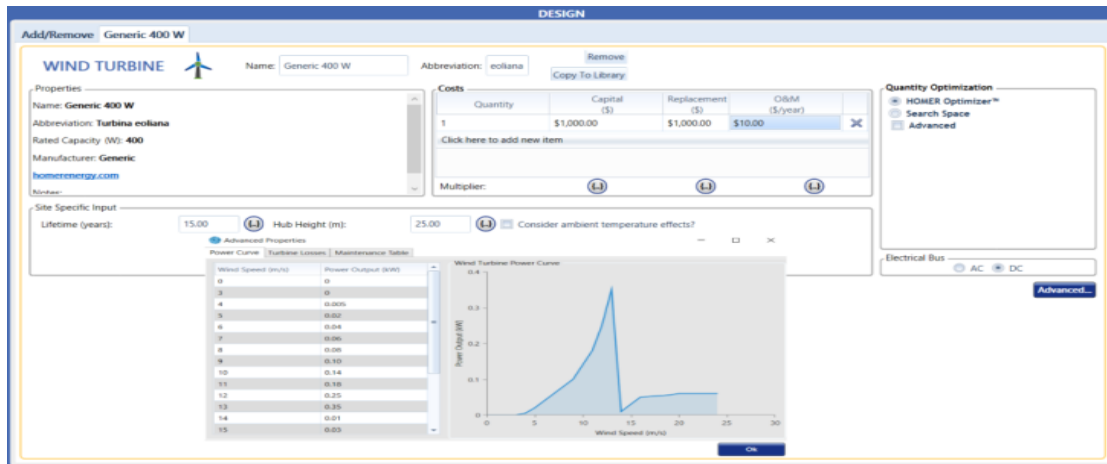 DESIGN
Add/Remove Generic 400 W
WIND TURBINE
Name: Generic 400 W
Abbreviation: eoliana
Remove
Copy To Library
Properties
Name: Generic 400 W
Abbreviation: Turbina eoliana
Rated Capacity (W): 400
Manufacturer: Generic
homerenergy.com
Notes:
Costs
Quantity Capital ($) Replacement ($) O&M ($/year)
1 $1,000.00 $1,000.00 $10.00
Click here to add new item
Multiplier: (..) (..) (..)
Quantity Optimization
HOMER Optimizer™
Search Space
Advanced
Site Specific Input
Lifetime (years): 15.00 (..) Hub Height (m): 25.00 (..) Consider ambient temperature effects?
Electrical Bus
AC DC
Advanced...
Advanced Properties
Power Curve Turbine Losses Maintenance Table
Wind Speed (m/s) Power Output (kW)
0 0
3 0
4 0.005
5 0.02
6 0.04
7 0.06
8 0.08
9 0.10
10 0.14
11 0.18
12 0.25
13 0.35
14 0.01
15 0.03
Wind Turbine Power Curve
Power Output (kW)
0.4
0.3
0.2
0.1
0
0 5 10 15 20 25 30
Wind Speed (m/s)
Ok